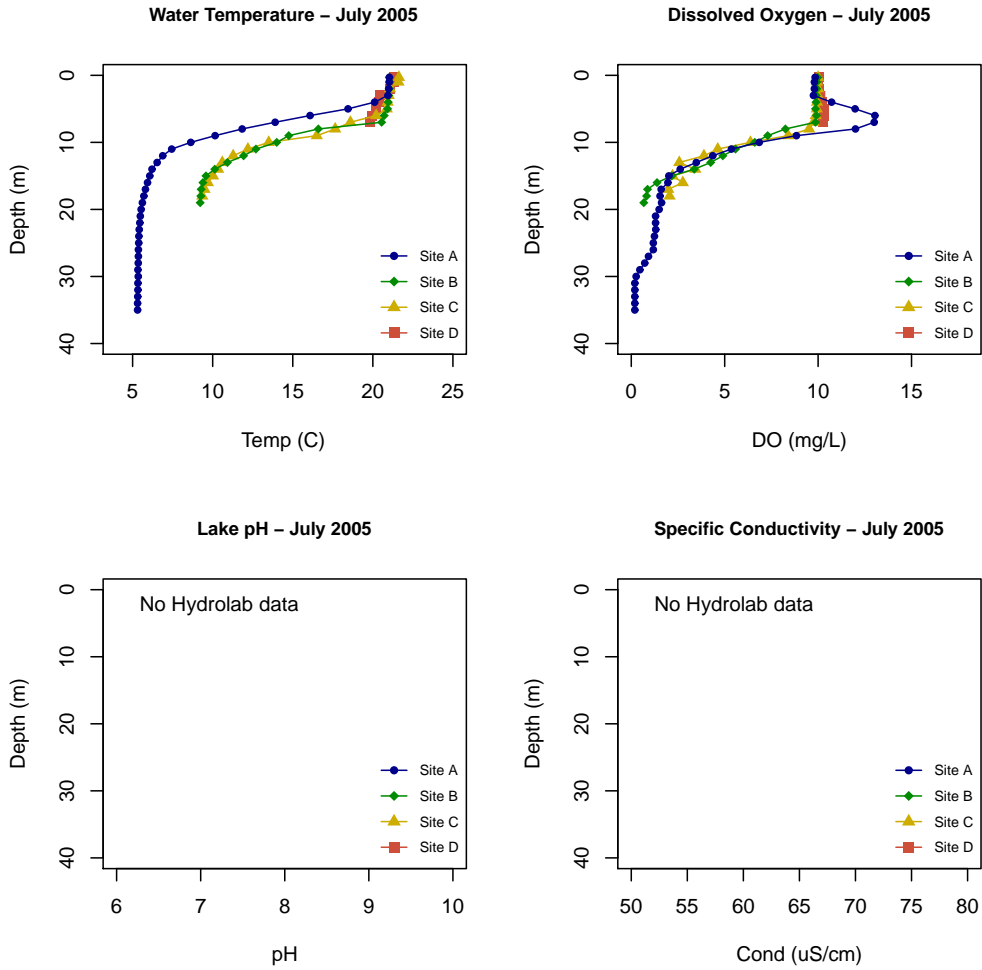 Water Temperature – July 2005
0
10
20
30
40
Depth (m)
Site A
Site B
Site C
Site D
5 10 15 20 25
Temp (C)
Dissolved Oxygen – July 2005
0
10
20
30
40
Depth (m)
Site A
Site B
Site C
Site D
0 5 10 15
DO (mg/L)
Lake pH – July 2005
No Hydrolab data
0
10
20
30
40
Depth (m)
Site A
Site B
Site C
Site D
6 7 8 9 10
pH
Specific Conductivity – July 2005
No Hydrolab data
0
10
20
30
40
Depth (m)
Site A
Site B
Site C
Site D
50 55 60 65 70 75 80
Cond (uS/cm)